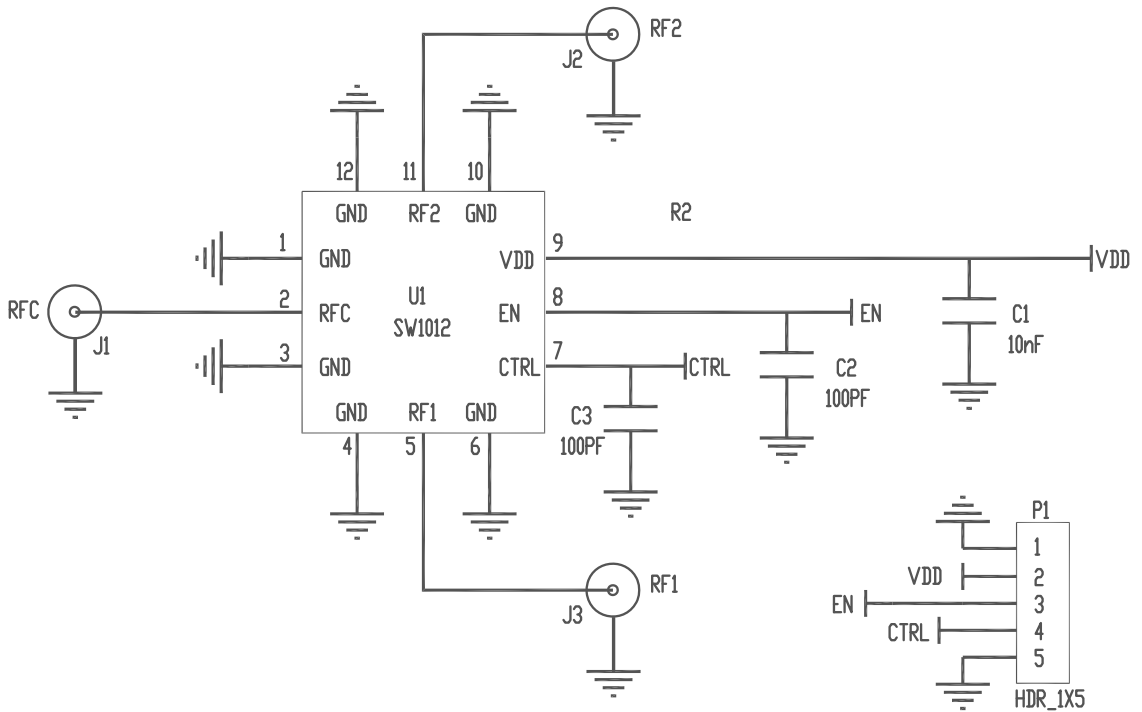 RF2
J2
12
11
10
GND
RF2
GND
R2
1
GND
VDD
9
VDD
RFC
J1
2
RFC
U1
SW1012
EN
8
EN
C1
10nF
3
GND
CTRL
7
CTRL
C2
100PF
GND
RF1
GND
C3
100PF
4
5
6
RF1
J3
P1
1
VDD
2
EN
3
CTRL
4
5
HDR_1X5